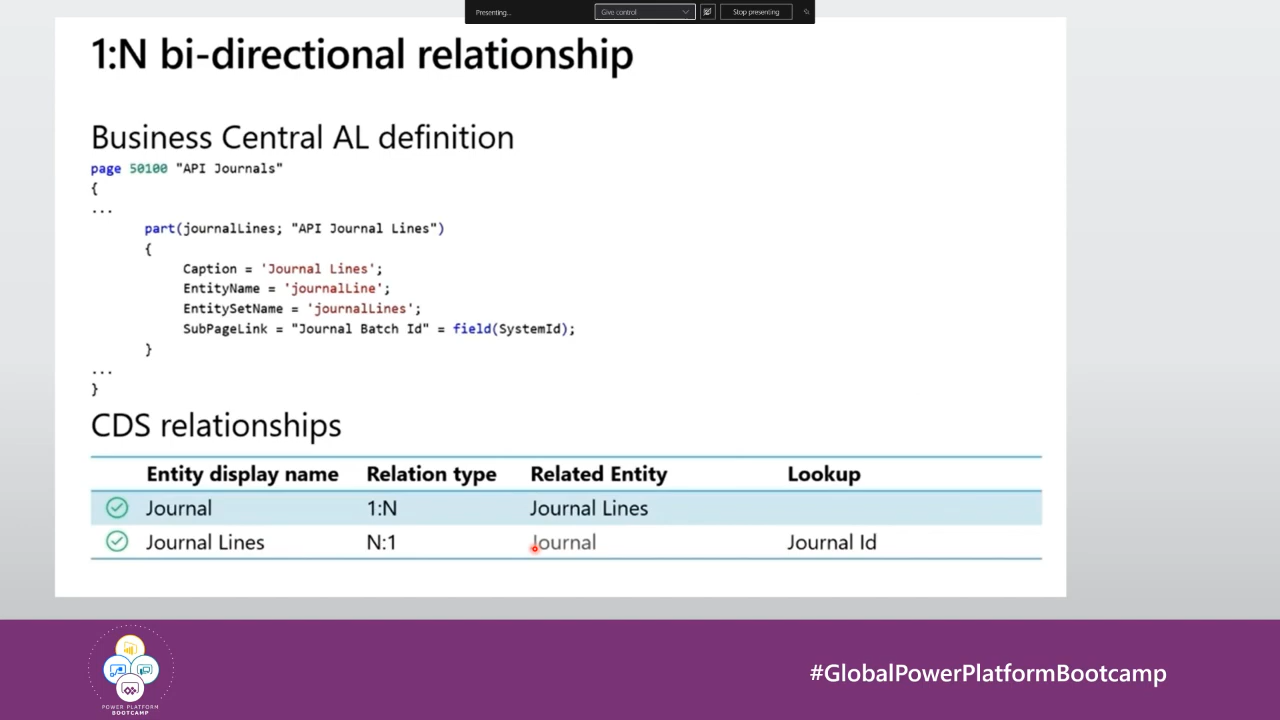 Presenting...
Give control
Stop presenting
1:N bi-directional relationship
Business Central AL definition
page 50100 "API Journals"
{
...
part(journalLines; "API Journal Lines")
{
Caption = 'Journal Lines';
EntityName = 'journalLine';
EntitySetName = 'journalLines';
SubPageLink = "Journal Batch Id" = field(SystemId);
}
...
}
CDS relationships
Entity display name Relation type Related Entity Lookup
Journal 1:N Journal Lines
Journal Lines N:1 Journal Journal Id
POWER PLATFORM
BOOTCAMP
#GlobalPowerPlatformBootcamp